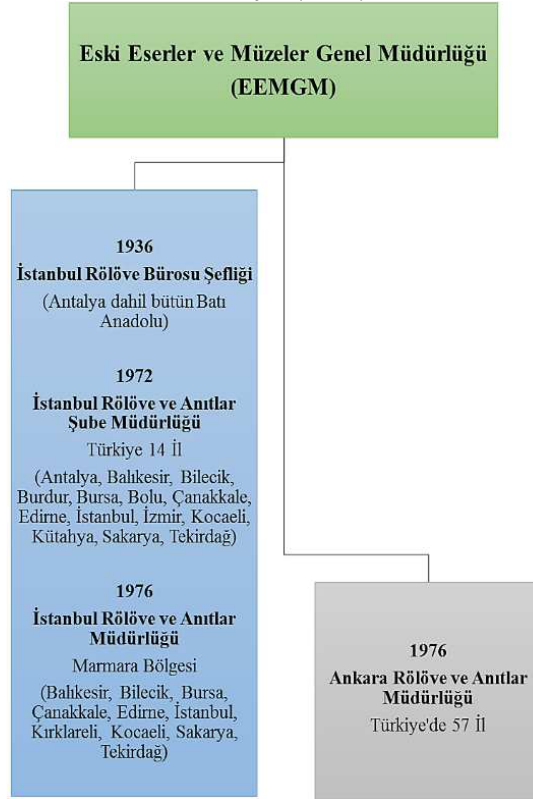 Eski Eserler ve Müzeler Genel Müdürlüğü
(EEMGM)
1936
İstanbul Rölöve Bürosu Şefliği
(Antalya dahil bütün Batı
Anadolu)
1972
İstanbul Rölöve ve Anıtlar
Şube Müdürlüğü
Türkiye 14 İl
(Antalya, Balıkesir, Bilecik,
Burdur, Bursa, Bolu, Çanakkale,
Edirne, İstanbul, İzmir, Kocaeli,
Kütahya, Sakarya, Tekirdağ)
1976
İstanbul Rölöve ve Anıtlar
Müdürlüğü
Marmara Bölgesi
(Balıkesir, Bilecik, Bursa,
Çanakkale, Edirne, İstanbul,
Kırklareli, Kocaeli, Sakarya,
Tekirdağ)
1976
Ankara Rölöve ve Anıtlar
Müdürlüğü
Türkiye'de 57 İl